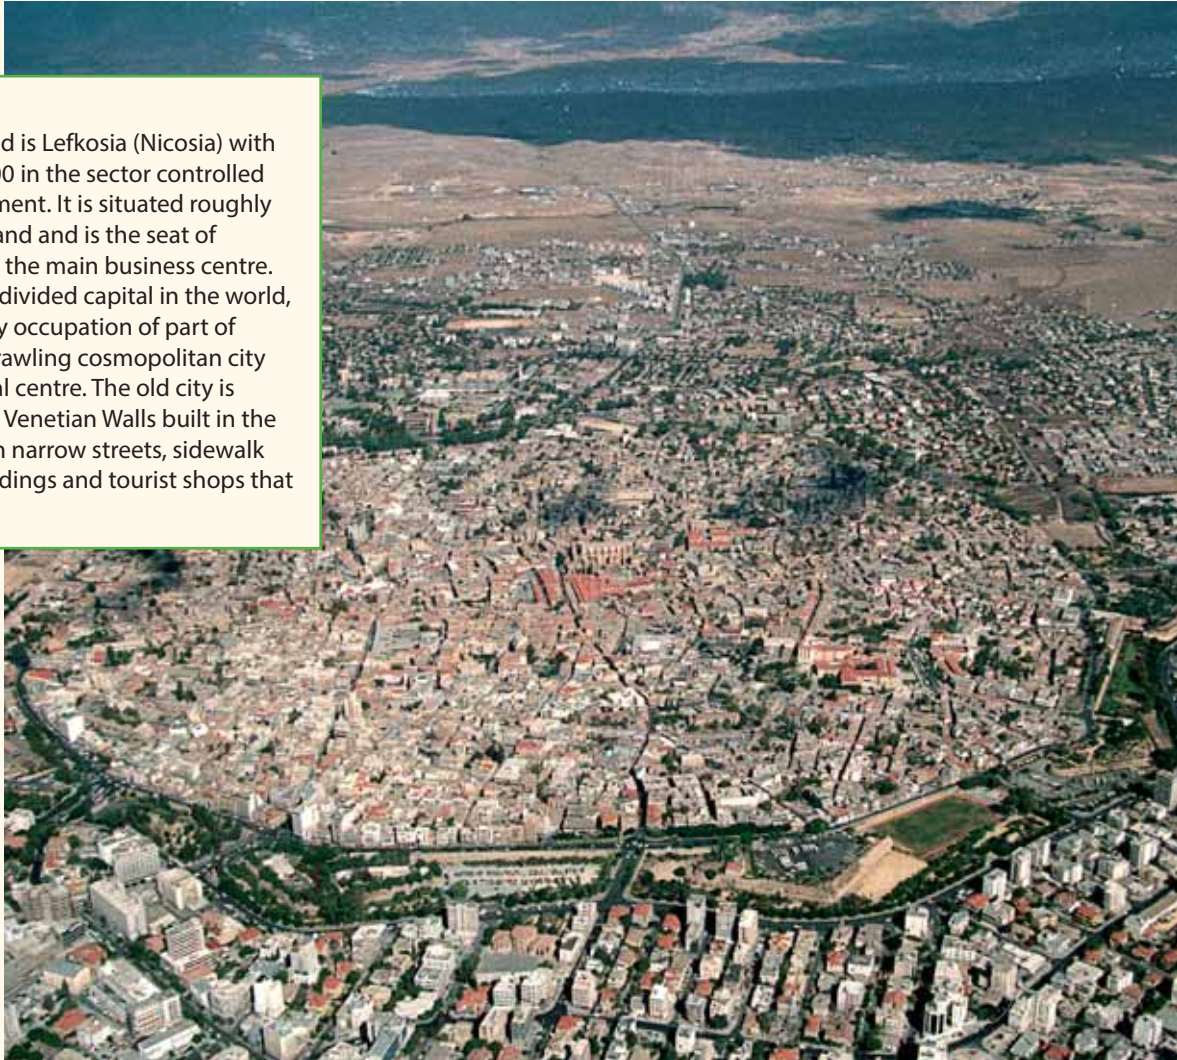 d is Lefkosia (Nicosia) with
00 in the sector controlled
ment. It is situated roughly
and and is the seat of
the main business centre.
divided capital in the world,
y occupation of part of
rawling cosmopolitan city
al centre. The old city is
Venetian Walls built in the
n narrow streets, sidewalk
dings and tourist shops that